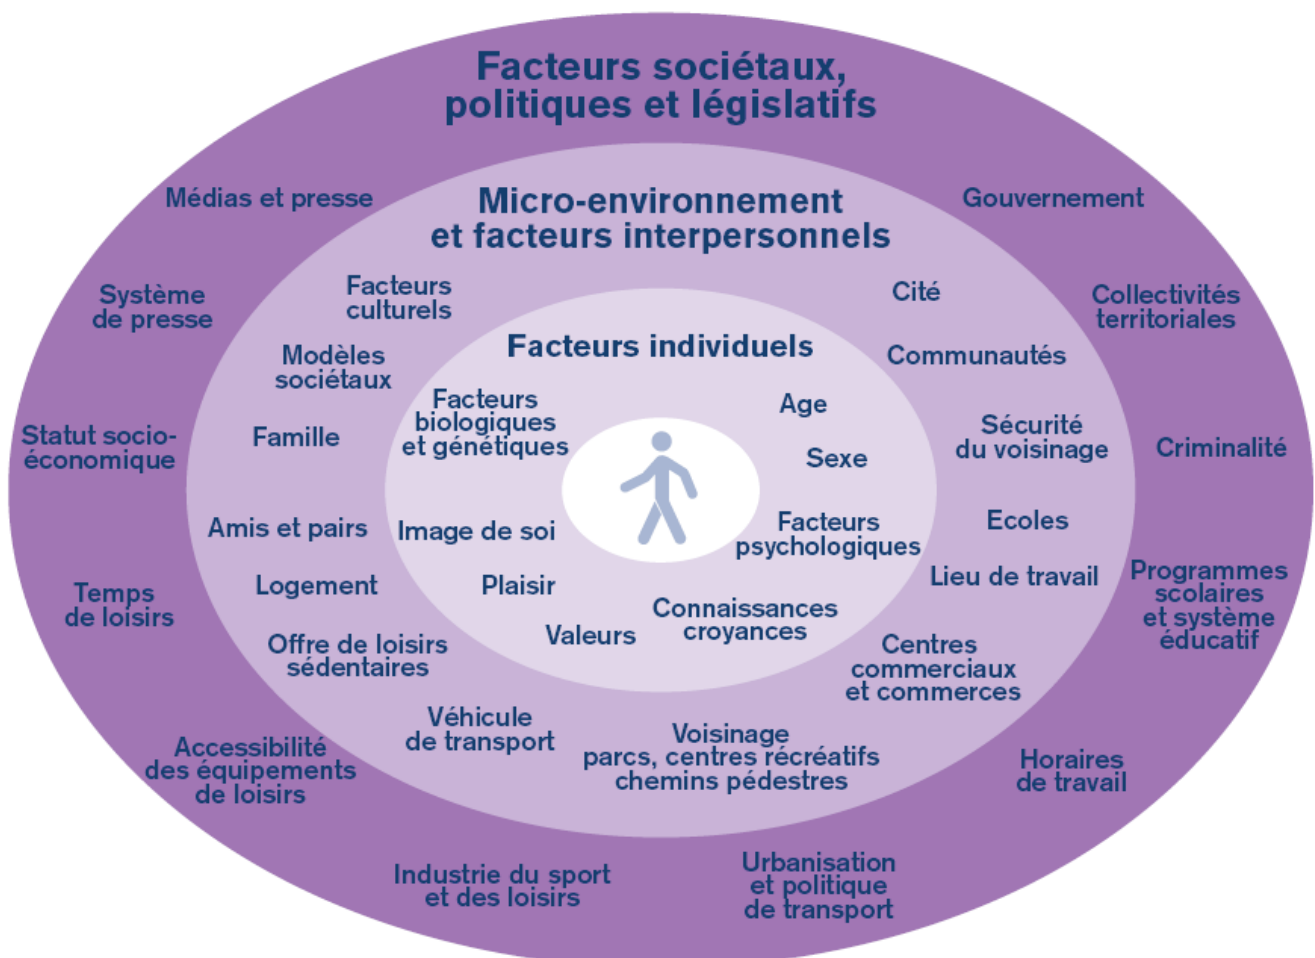 Facteurs sociétaux,
politiques et législatifs
Médias et presse
Gouvernement
Système
de presse
Collectivités
territoriales
Statut socio-
économique
Criminalité
Temps
de loisirs
Programmes
scolaires
et système
éducatif
Accessibilité
des équipements
de loisirs
Horaires
de travail
Industrie du sport
et des loisirs
Urbanisation
et politique
de transport
Micro-environnement
et facteurs interpersonnels
Facteurs
culturels
Cité
Modèles
sociétaux
Communautés
Famille
Sécurité
du voisinage
Amis et pairs
Ecoles
Logement
Lieu de travail
Offre de loisirs
sédentaires
Centres
commerciaux
et commerces
Véhicule
de transport
Voisinage
parcs, centres récréatifs
chemins pédestres
Facteurs individuels
Facteurs
biologiques
et génétiques
Age
Sexe
Image de soi
Facteurs
psychologiques
Plaisir
Connaissances
croyances
Valeurs